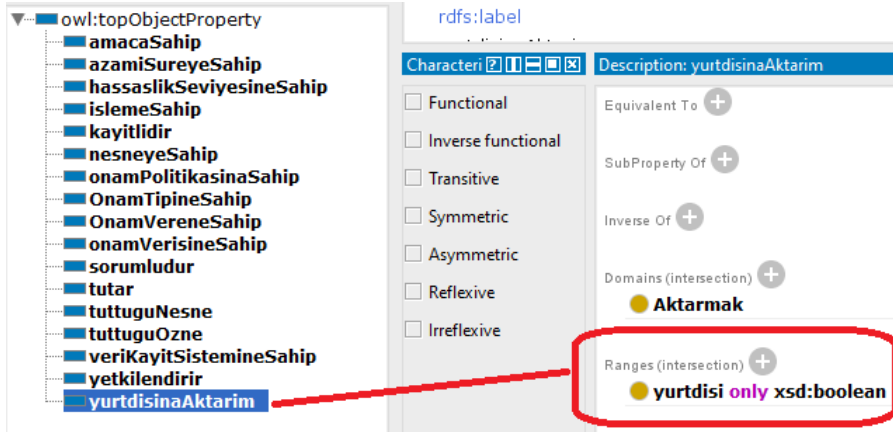 owl:topObjectProperty
amacaSahip
azamiSureyeSahip
hassaslikSeviyesineSahip
islemeSahip
kayitlidir
nesneyeSahip
onamPolitikasinaSahip
OnamTipineSahip
OnamVereneSahip
onamVerisineSahip
sorumludur
tutar
tuttuguNesne
tuttuguOzne
veriKayitSistemineSahip
yetkilendirir
yurtdisinaAktarim
rdfs:label
Characteri
Functional
Inverse functional
Transitive
Symmetric
Asymmetric
Reflexive
Irreflexive
Description: yurtdisinaAktarim
Equivalent To
SubProperty Of
Inverse Of
Domains (intersection)
Aktarmak
Ranges (intersection)
yurtdisi only xsd:boolean